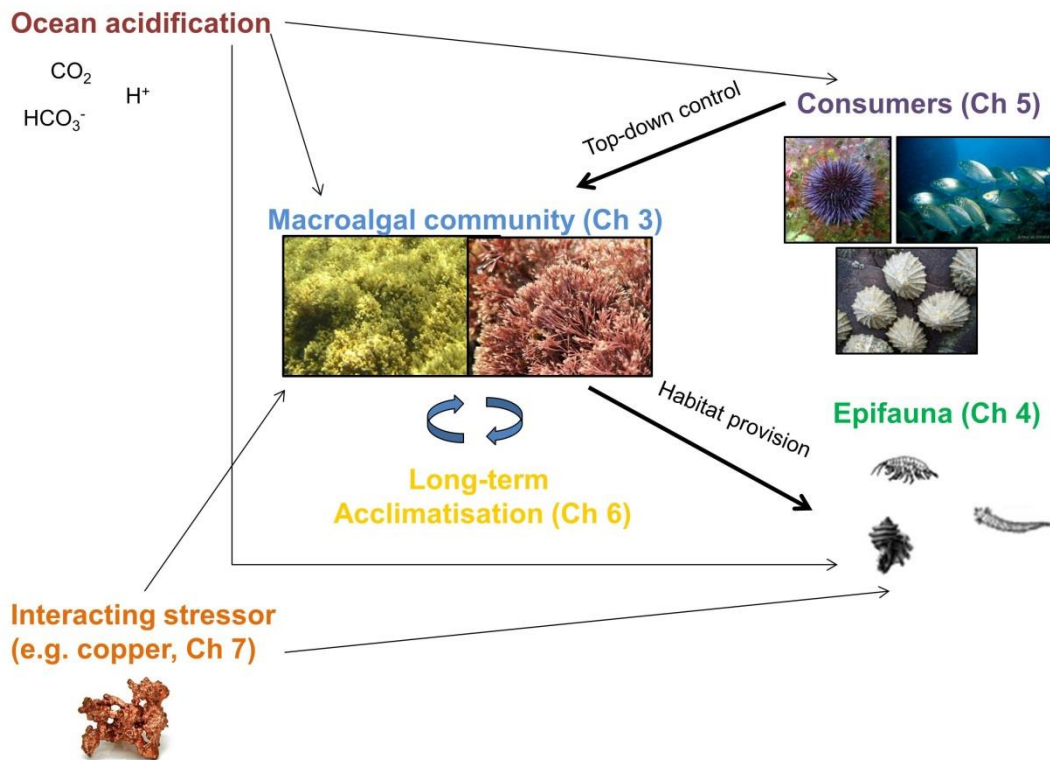 Ocean acidification
CO₂
H⁺
HCO₃⁻
Top-down control
Consumers (Ch 5)
Macroalgal community (Ch 3)
Habitat provision
Epifauna (Ch 4)
Long-term
Acclimatisation (Ch 6)
Interacting stressor
(e.g. copper, Ch 7)